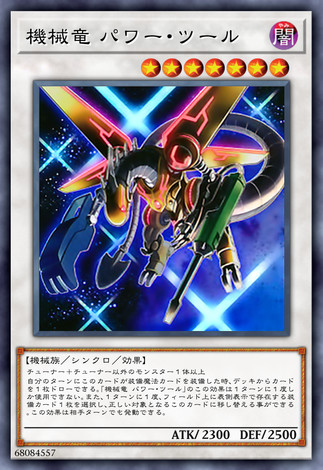 機械竜 パワー・ツール
やみ
闇
【機械族／シンクロ／効果】
チューナー＋チューナー以外のモンスター１体以上
自分のターンにこのカードが装備魔法カードを装備した時、デッキからカード
を１枚ドローできる。「機械竜 パワー・ツール」のこの効果は１ターンに１度し
か使用できない。また、１ターンに１度、フィールド上に表側表示で存在する装
備カード１枚を選択し、正しい対象となるこのカードに移し替える事ができる
。この効果は相手ターンでも発動できる。
ATK/ 2300 DEF/2500
68084557